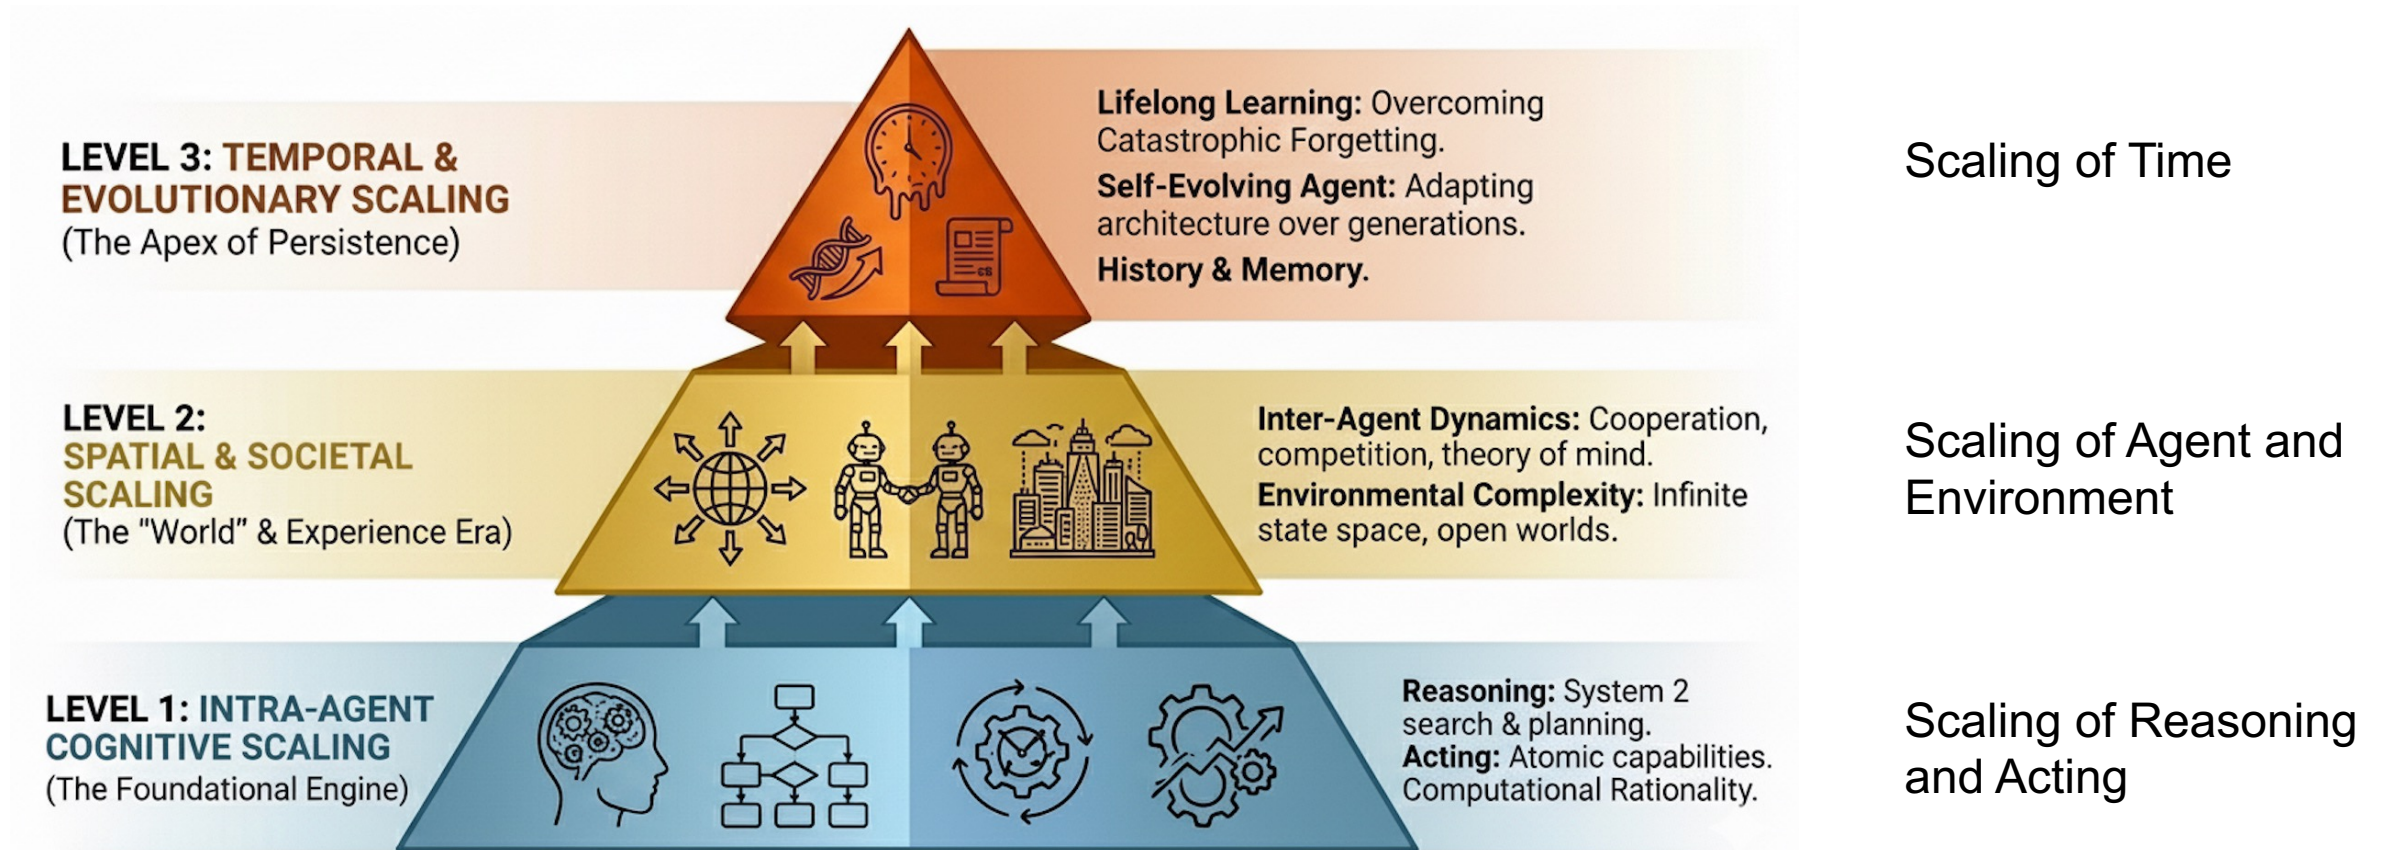 LEVEL 3: TEMPORAL &
EVOLUTIONARY SCALING
(The Apex of Persistence)
Lifelong Learning: Overcoming
Catastrophic Forgetting.
Self-Evolving Agent: Adapting
architecture over generations.
History & Memory.
Scaling of Time
LEVEL 2:
SPATIAL & SOCIETAL
SCALING
(The "World" & Experience Era)
Inter-Agent Dynamics: Cooperation,
competition, theory of mind.
Environmental Complexity: Infinite
state space, open worlds.
Scaling of Agent and
Environment
LEVEL 1: INTRA-AGENT
COGNITIVE SCALING
(The Foundational Engine)
Reasoning: System 2
search & planning.
Acting: Atomic capabilities.
Computational Rationality.
Scaling of Reasoning
and Acting